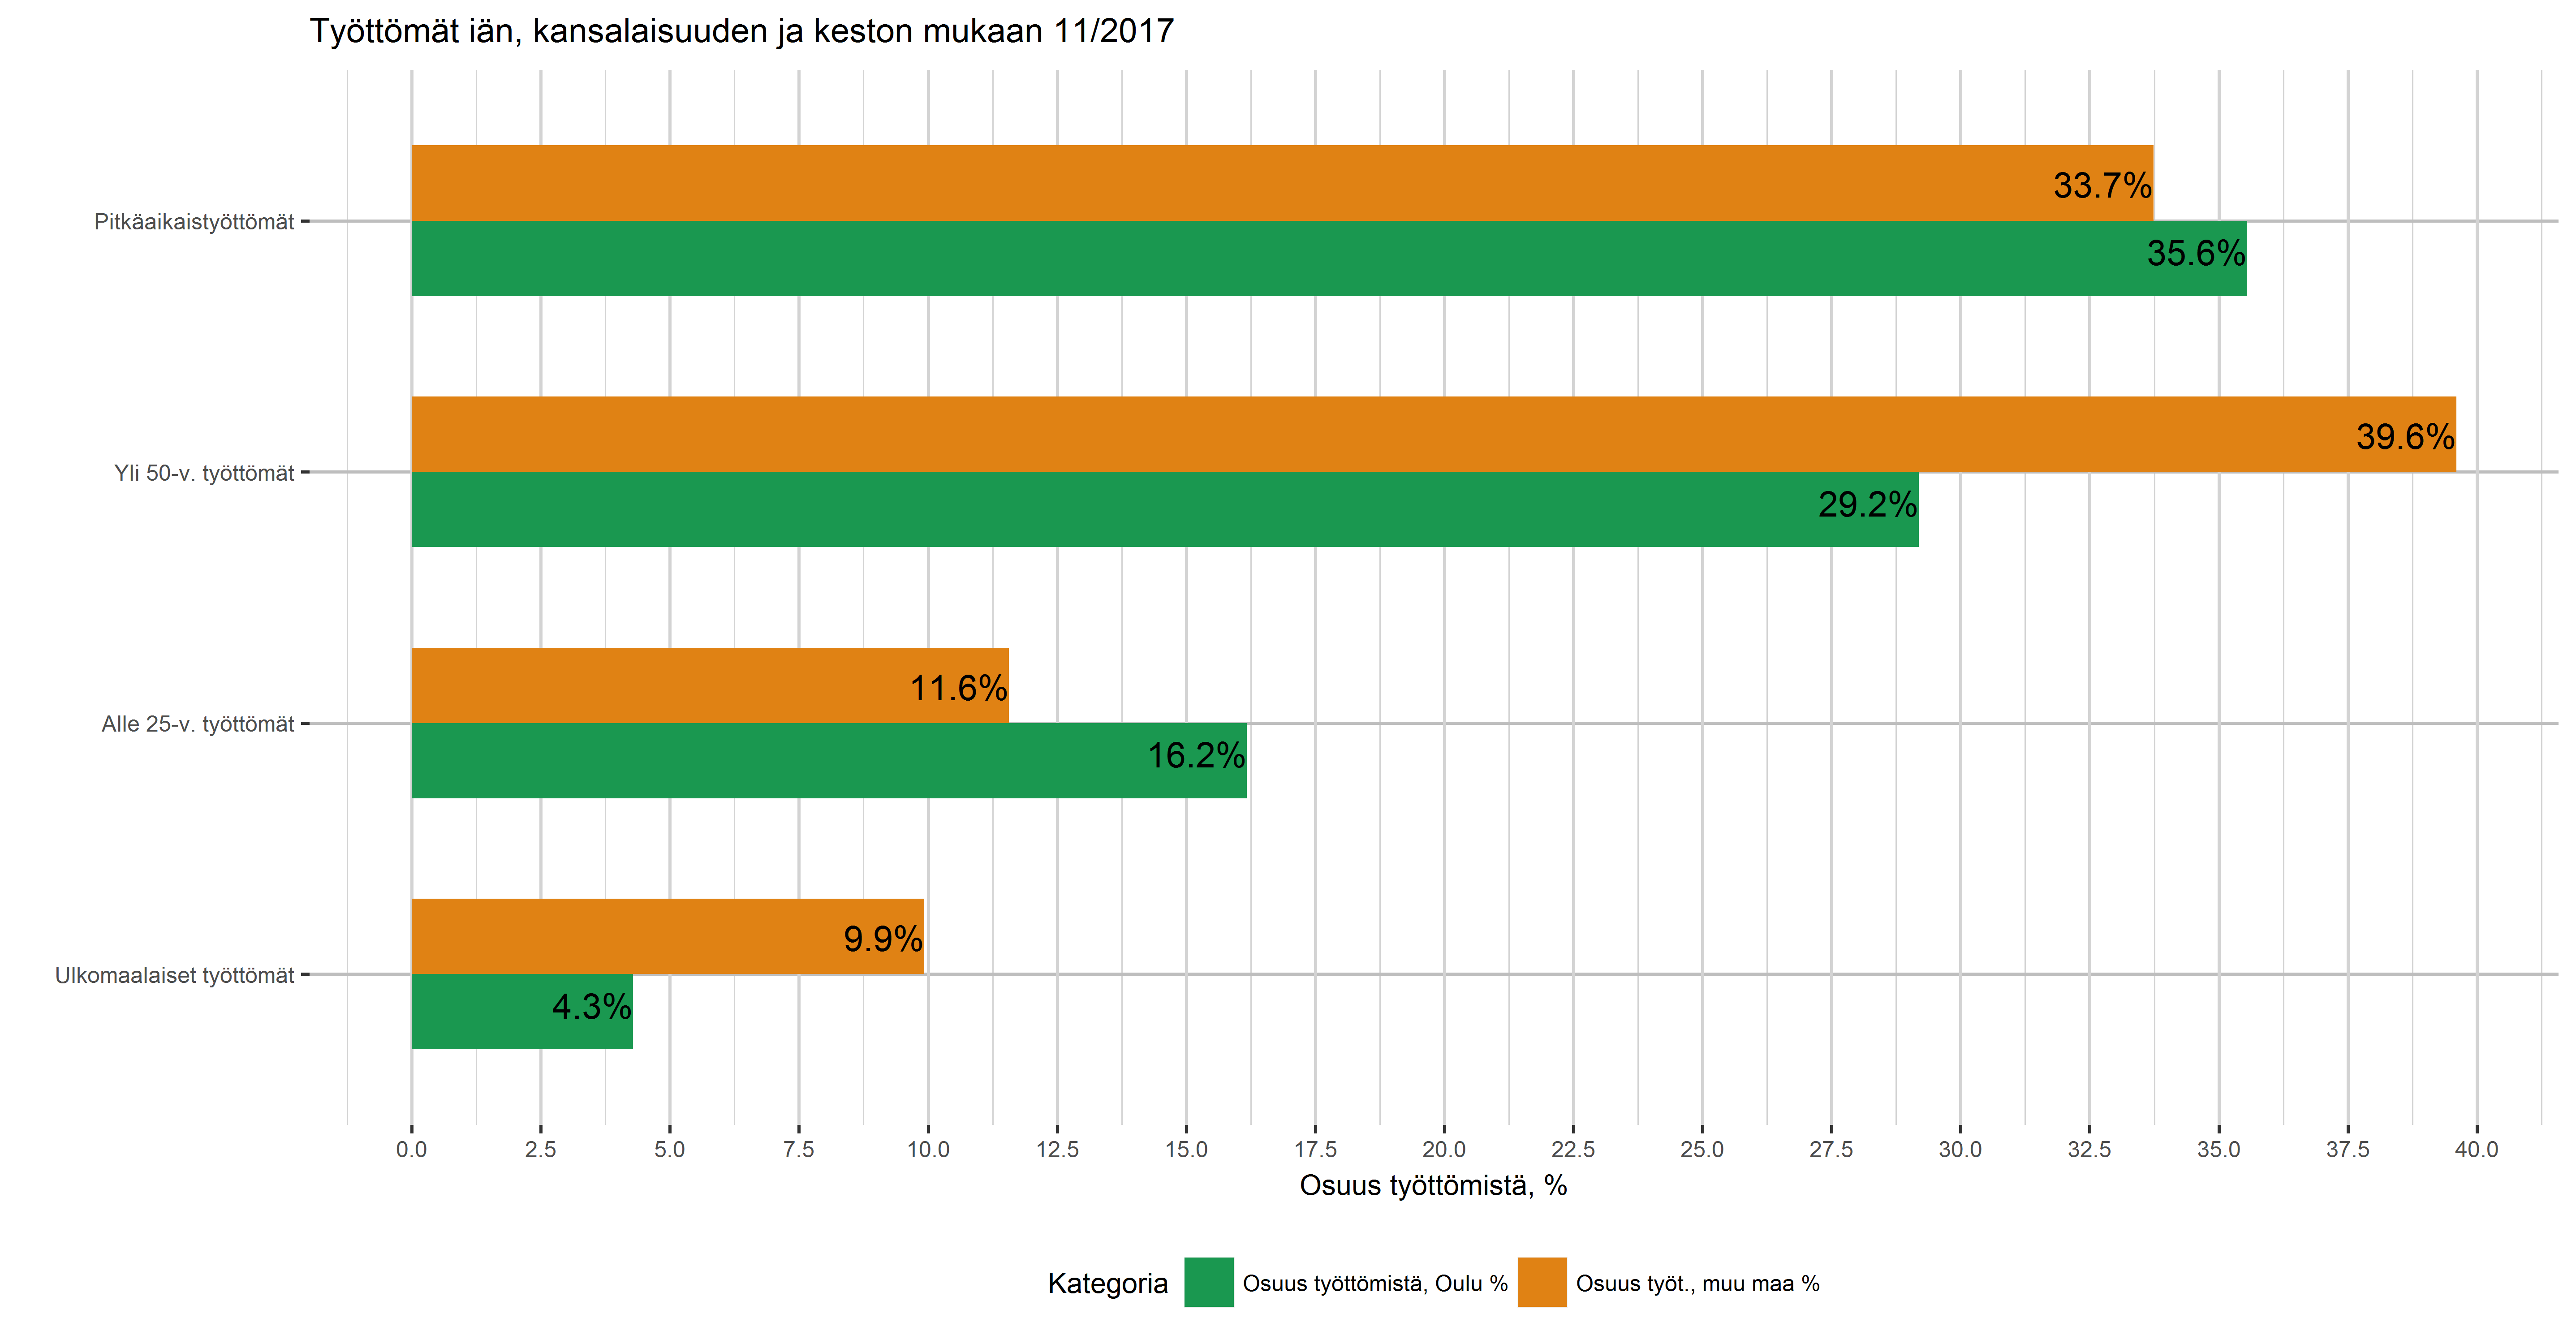 Työttömät iän, kansalaisuuden ja keston mukaan 11/2017
Pitkäaikaistyöttömät
33.7%
35.6%
Yli 50-v. työttömät
39.6%
29.2%
Alle 25-v. työttömät
11.6%
16.2%
Ulkomaalaiset työttömät
9.9%
4.3%
0.0 2.5 5.0 7.5 10.0 12.5 15.0 17.5 20.0 22.5 25.0 27.5 30.0 32.5 35.0 37.5 40.0
Osuus työttömistä, %
Kategoria Osuus työttömistä, Oulu % Osuus työt., muu maa %